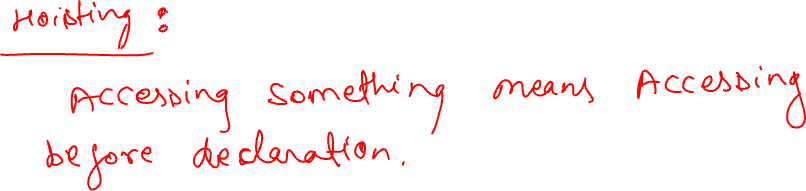 Hoisting :
Accessing something means Accessing
before declaration.